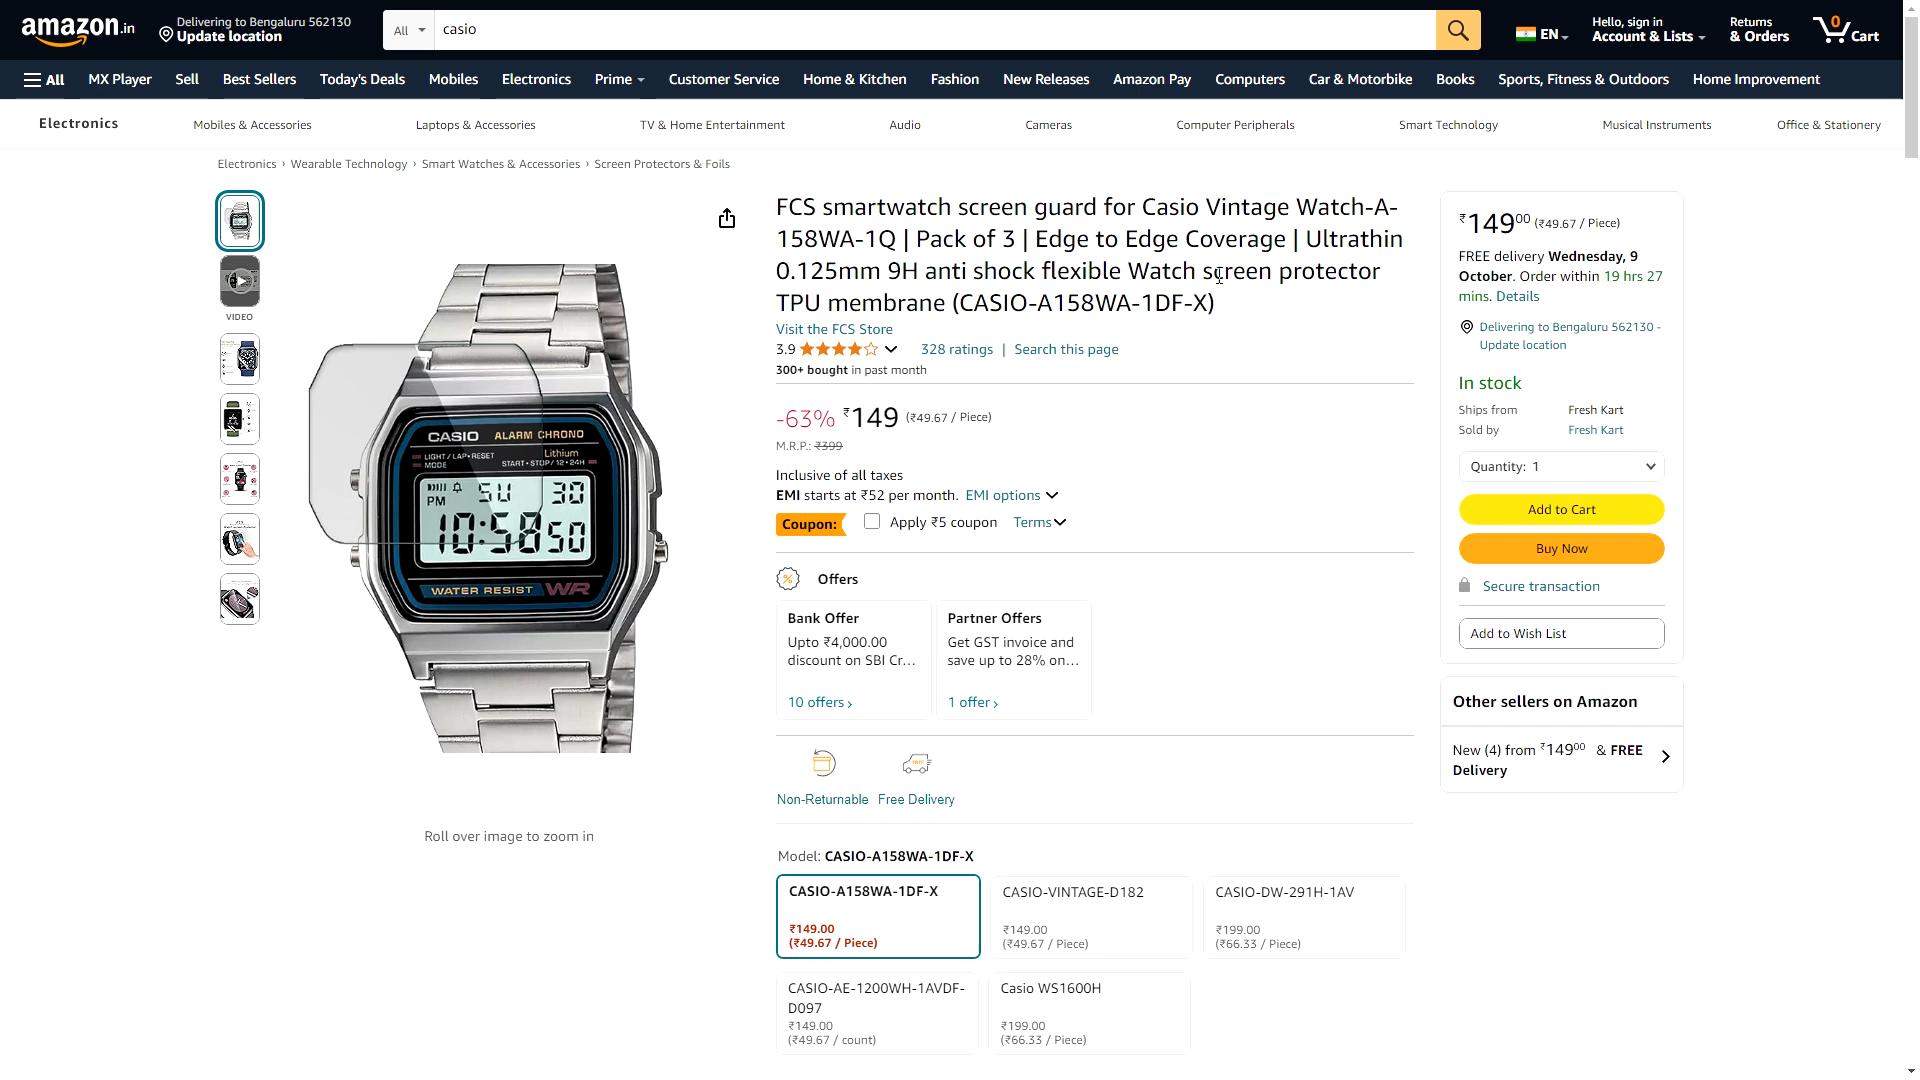 amazon.in
Delivering to Bengaluru 562130
Update location
All
casio
EN
Hello, sign in
Account & Lists
Returns
& Orders
0
Cart
All
MX Player
Sell
Best Sellers
Today's Deals
Mobiles
Electronics
Prime
Customer Service
Home & Kitchen
Fashion
New Releases
Amazon Pay
Computers
Car & Motorbike
Books
Sports, Fitness & Outdoors
Home Improvement
Electronics
Mobiles & Accessories
Laptops & Accessories
TV & Home Entertainment
Audio
Cameras
Computer Peripherals
Smart Technology
Musical Instruments
Office & Stationery
Electronics › Wearable Technology › Smart Watches & Accessories › Screen Protectors & Foils
VIDEO
CASIO ALARM CHRONO
LIGHT / LAP•RESET
MODE
Lithium
START•STOP / 12•24H
PM
SU 30
10:58 50
WATER RESIST WR
Roll over image to zoom in
FCS smartwatch screen guard for Casio Vintage Watch-A-
158WA-1Q | Pack of 3 | Edge to Edge Coverage | Ultrathin
0.125mm 9H anti shock flexible Watch screen protector
TPU membrane (CASIO-A158WA-1DF-X)
Visit the FCS Store
3.9
328 ratings | Search this page
300+ bought in past month
-63% ₹149 (₹49.67 / Piece)
M.R.P.: ₹399
Inclusive of all taxes
EMI starts at ₹52 per month. EMI options
Coupon: Apply ₹5 coupon Terms
% Offers
Bank Offer
Upto ₹4,000.00
discount on SBI Cr...
10 offers ›
Partner Offers
Get GST invoice and
save up to 28% on...
1 offer ›
FREE
Non-Returnable
Free Delivery
Model: CASIO-A158WA-1DF-X
CASIO-A158WA-1DF-X
₹149.00
(₹49.67 / Piece)
CASIO-VINTAGE-D182
₹149.00
(₹49.67 / Piece)
CASIO-DW-291H-1AV
₹199.00
(₹66.33 / Piece)
CASIO-AE-1200WH-1AVDF-
D097
₹149.00
(₹49.67 / count)
Casio WS1600H
₹199.00
(₹66.33 / Piece)
₹149⁰⁰ (₹49.67 / Piece)
FREE delivery Wednesday, 9
October. Order within 19 hrs 27
mins. Details
Delivering to Bengaluru 562130 -
Update location
In stock
Ships from Fresh Kart
Sold by Fresh Kart
Quantity: 1
Add to Cart
Buy Now
Secure transaction
Add to Wish List
Other sellers on Amazon
New (4) from ₹149⁰⁰ & FREE
Delivery